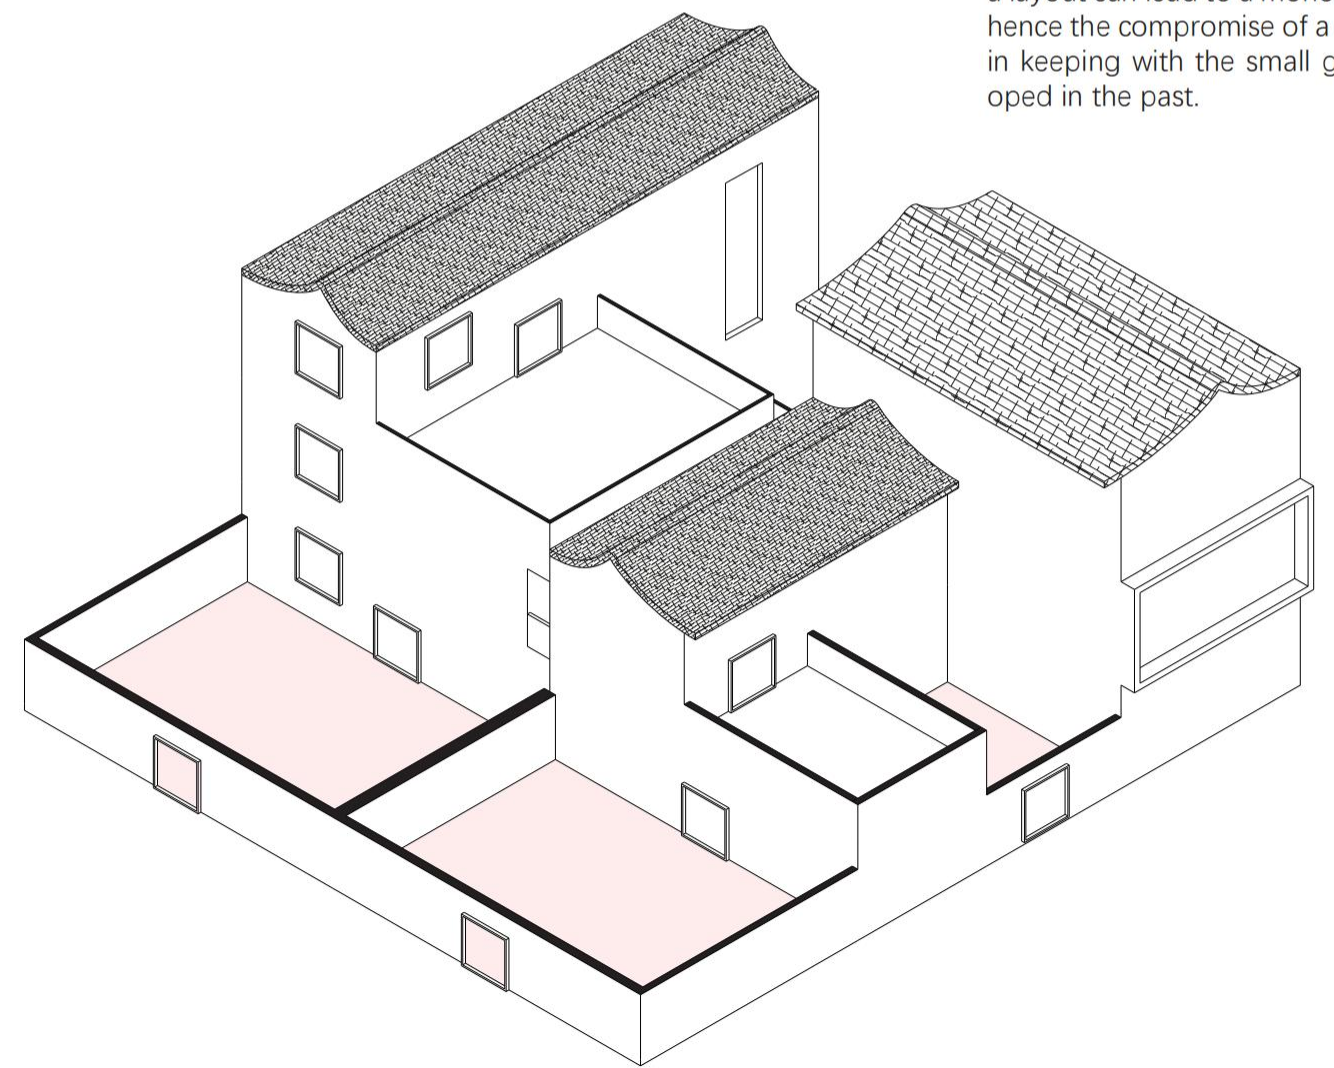 hence the compromise of a
in keeping with the small g
oped in the past.